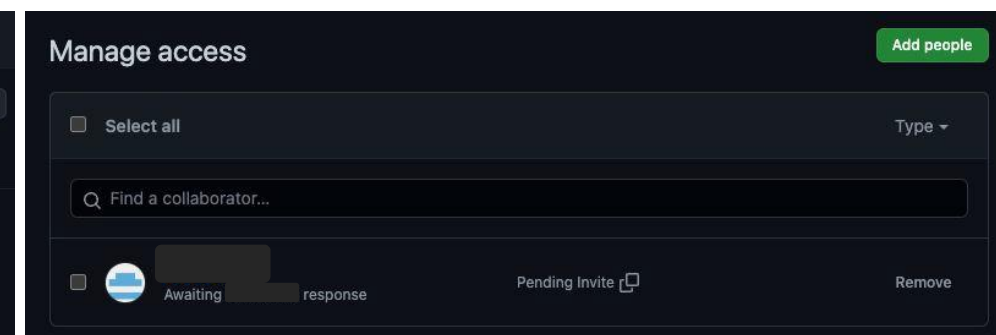 Manage access
Add people
Select all
Type
Find a collaborator...
Awaiting response
Pending Invite
Remove